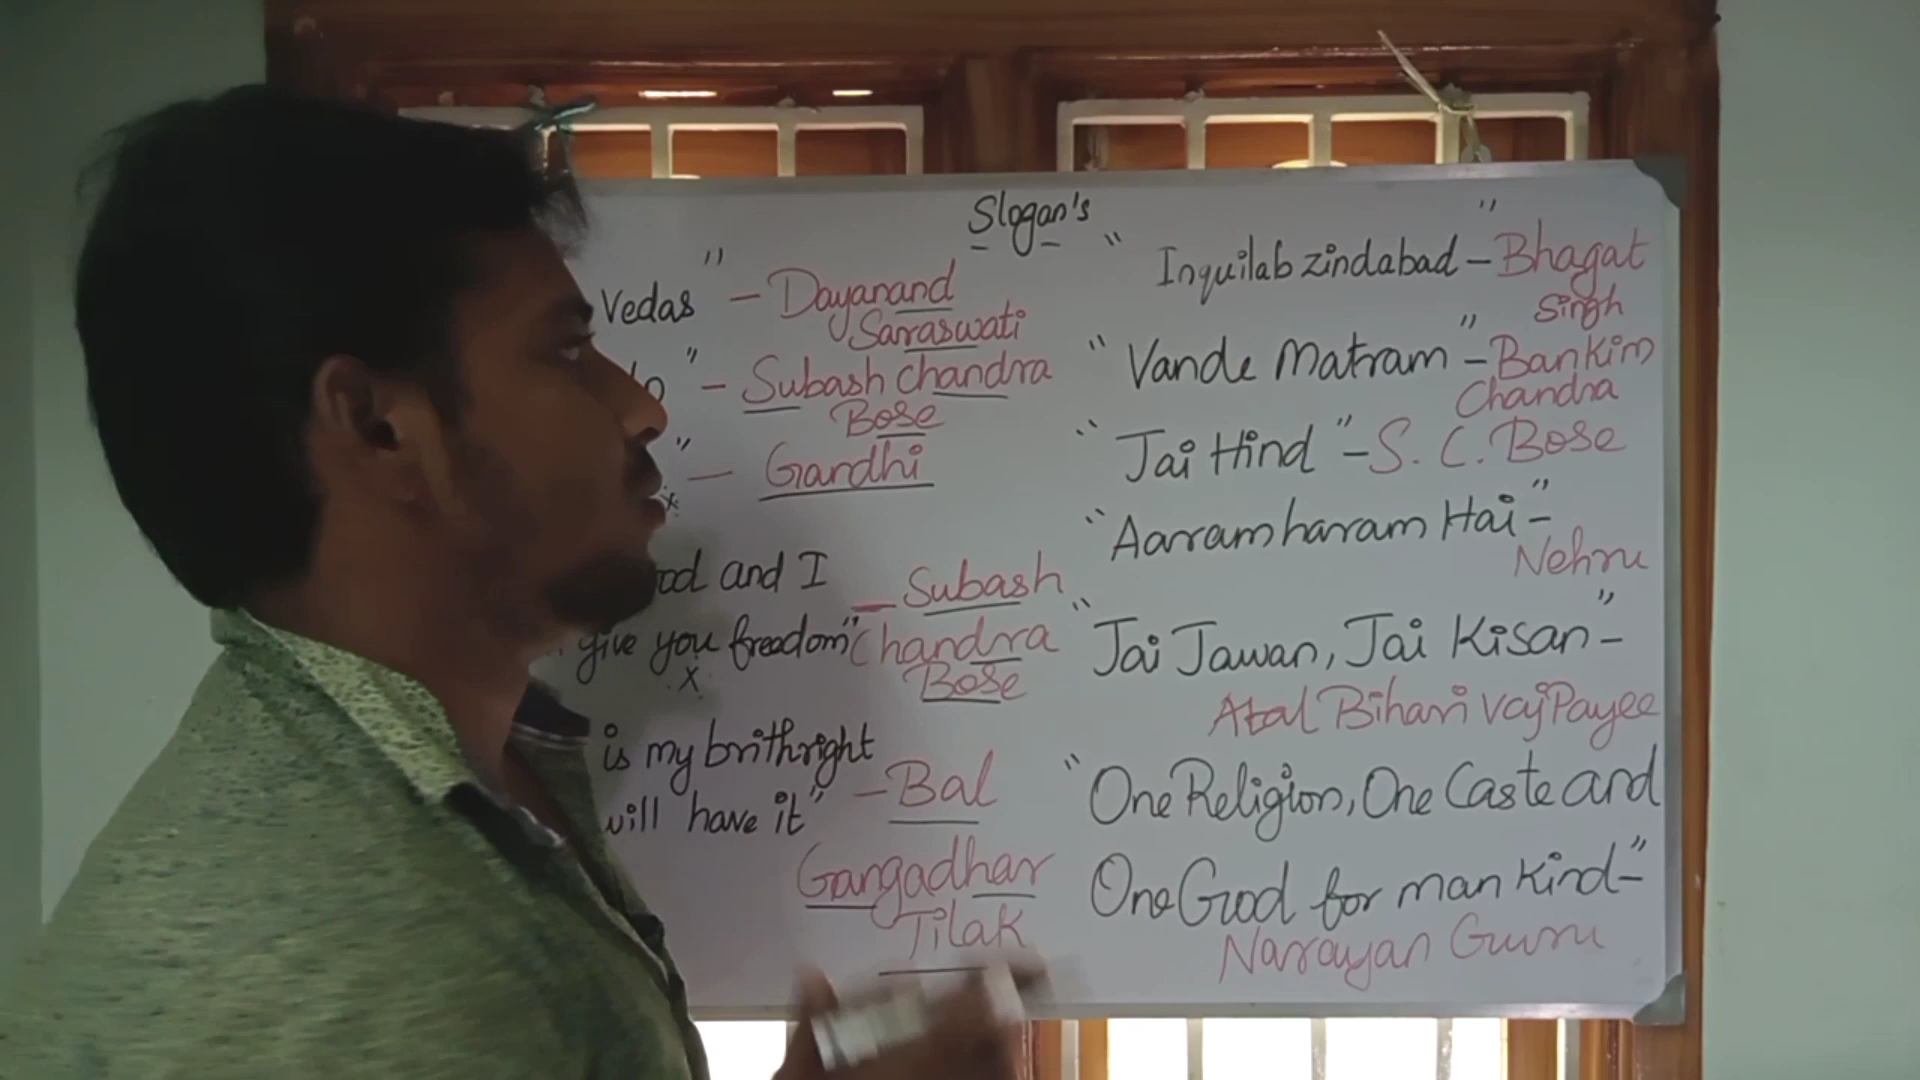 Slogan's
Vedas" - Dayanand
Saraswati
" - Subash chandra
Bose
" - Gandhi
and I
give you freedom" - Subash
Chandra
Bose
is my brithright
will have it" - Bal
Gangadhar
Tilak
" Inquilab zindabad - " Bhagat
Singh
" Vande Matram " - Bankim
Chandra
" Jai Hind " - S. C. Bose
" Aaram haram Hai - "
Nehru
" Jai Jawan, Jai Kisan - "
Atal Bihari VajPayee
" One Religion, One Caste and
One God for man kind - "
Narayan Guru